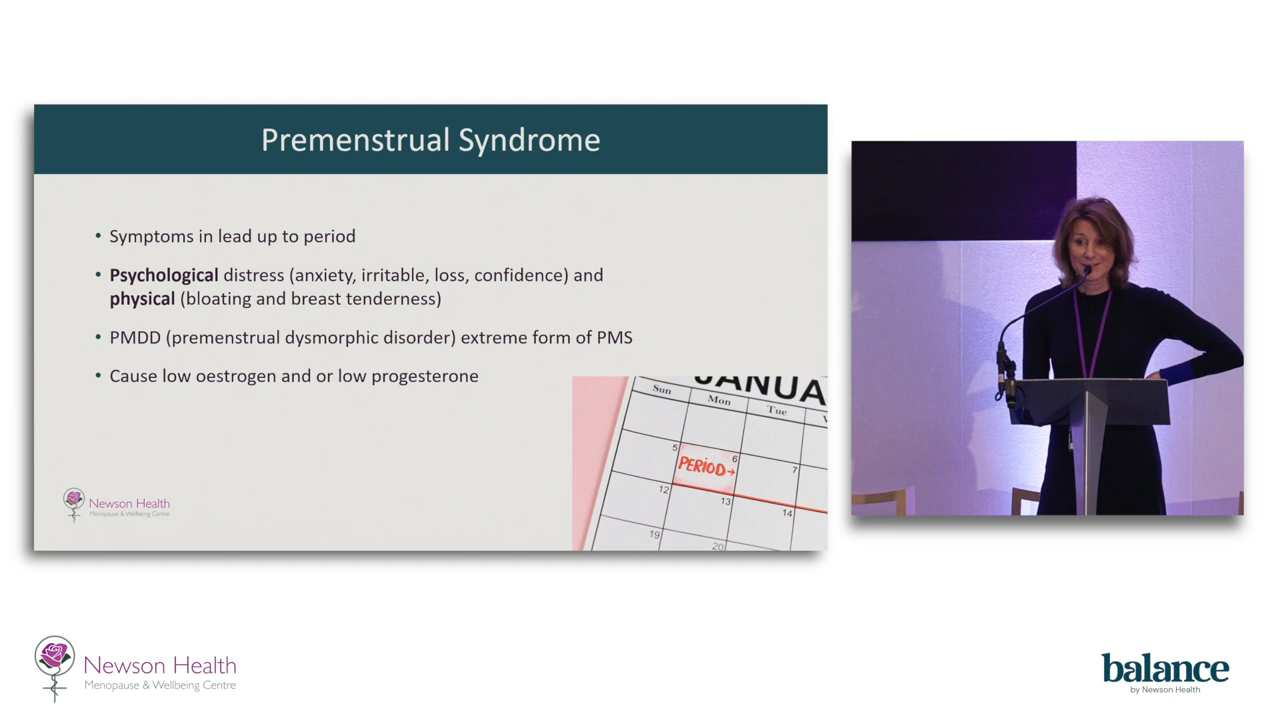 Premenstrual Syndrome
• Symptoms in lead up to period
• Psychological distress (anxiety, irritable, loss, confidence) and
physical (bloating and breast tenderness)
• PMDD (premenstrual dysmorphic disorder) extreme form of PMS
• Cause low oestrogen and or low progesterone
JANUA
Sun Mon Tue
5 6 7
PERIOD→
12 13 14
19 20
Newson Health
Menopause & Wellbeing Centre
Newson Health
Menopause & Wellbeing Centre
balance
by Newson Health